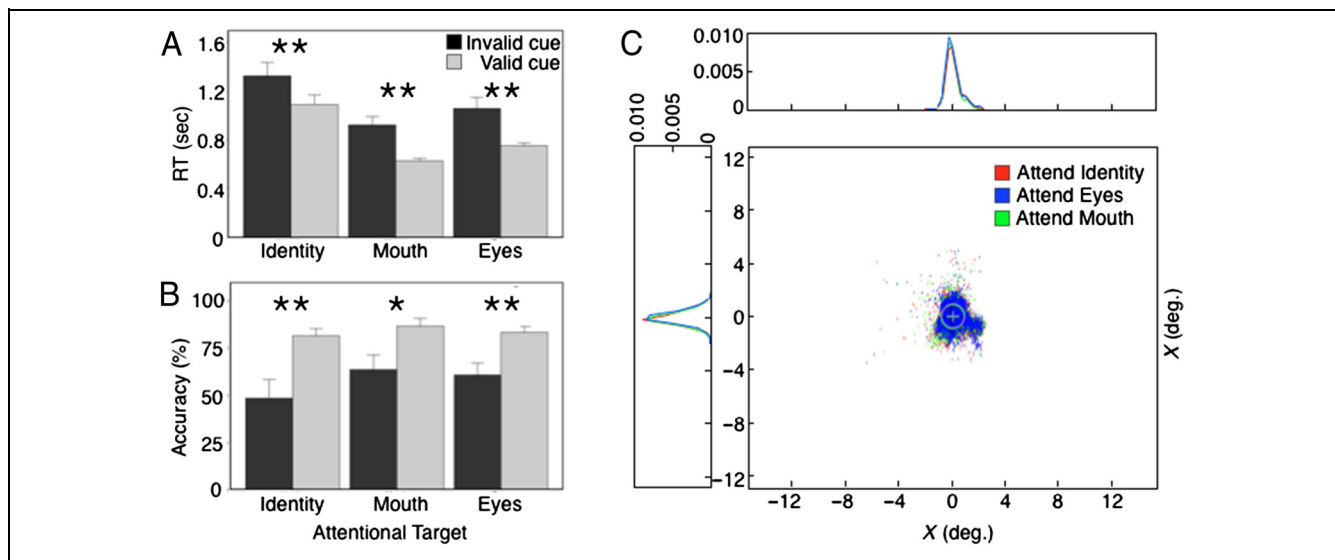 A
1.6
1.2
0.8
0.4
0
RT (sec)
**
**
**
Invalid cue
Valid cue
Identity Mouth Eyes
B
100
75
50
25
0
Accuracy (%)
**
*
**
Identity Mouth Eyes
Attentional Target
C
0.010
0.005
0
0.010
0.005
0
12
8
4
0
−4
−8
−12
Attend Identity
Attend Eyes
Attend Mouth
X (deg.)
−12 −8 −4 0 4 8 12
X (deg.)